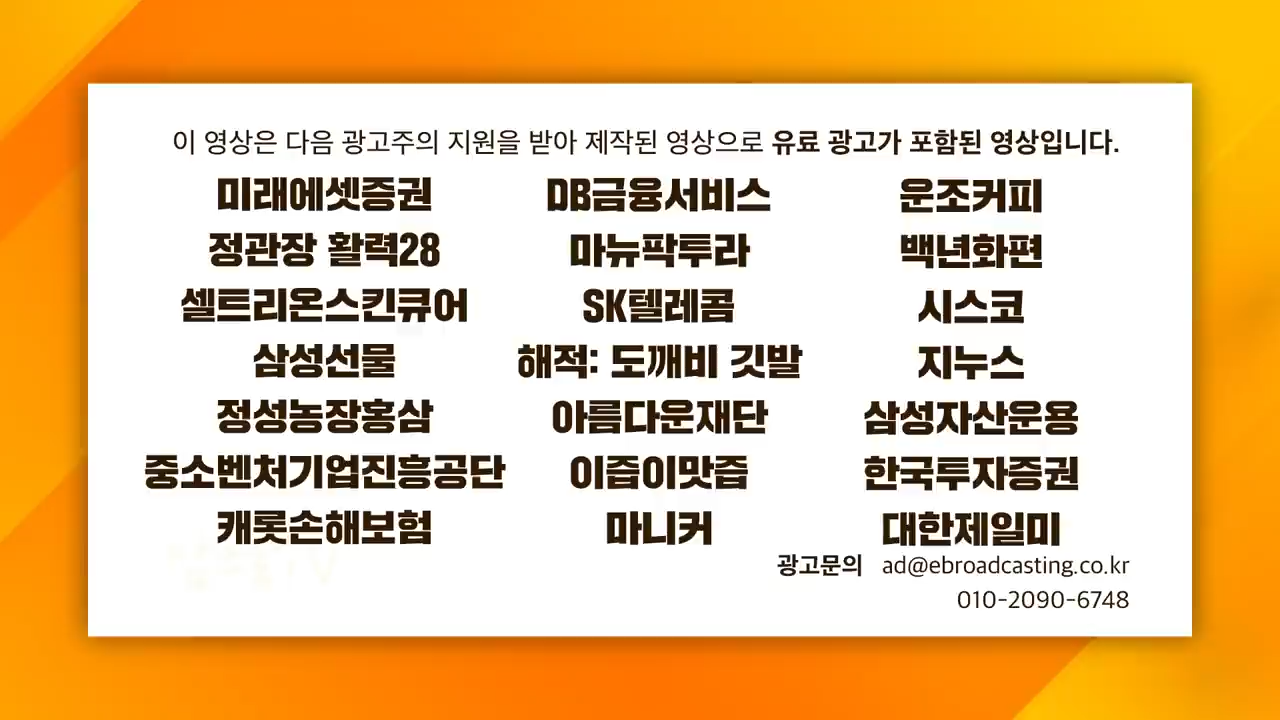 이 영상은 다음 광고주의 지원을 받아 제작된 영상으로 유료 광고가 포함된 영상입니다.
미래에셋증권 DB금융서비스 운조커피
정관장 활력28 마뉴팍투라 백년화편
셀트리온스킨큐어 SK텔레콤 시스코
삼성선물 해적: 도깨비 깃발 지누스
정성농장홍삼 아름다운재단 삼성자산운용
중소벤처기업진흥공단 이즙이맛즙 한국투자증권
캐롯손해보험 마니커 대한제일미
광고문의 ad@ebroadcasting.co.kr
010-2090-6748